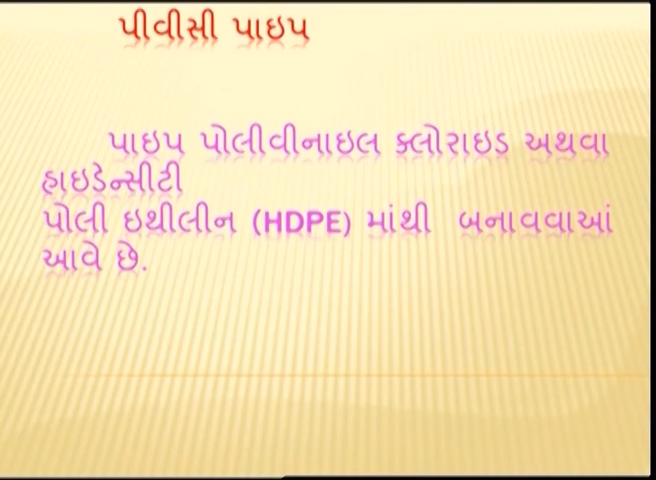 પીવીસી પાઇપ
પાઇપ પોલીવીનાઇલ ક્લોરાઇડ અથવા
હાઇડેન્સીટી
પોલી ઇથીલીન (HDPE) માંથી બનાવવાઆં
આવે છે.